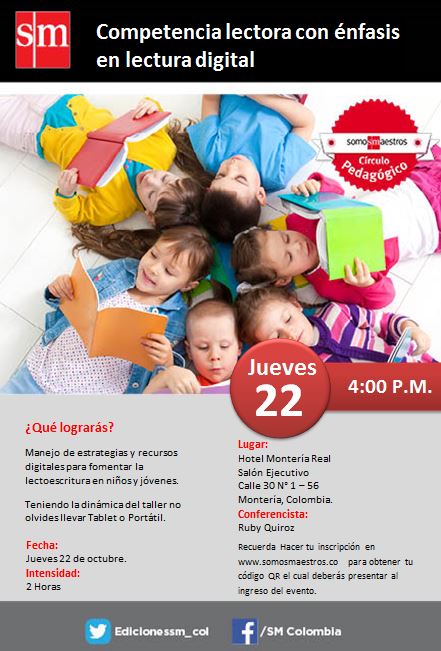 sm
Competencia lectora con énfasis
en lectura digital
somosmaestros
Círculo
Pedagógico
Jueves
22
4:00 P.M.
¿Qué lograrás?
Manejo de estrategias y recursos
digitales para fomentar la
lectoescritura en niños y jóvenes.
Teniendo la dinámica del taller no
olvides llevar Tablet o Portátil.
Fecha:
Jueves 22 de octubre.
Intensidad:
2 Horas
Lugar:
Hotel Montería Real
Salón Ejecutivo
Calle 30 N° 1 – 56
Montería, Colombia.
Conferencista:
Ruby Quiroz
Recuerda Hacer tu inscripción en
www.somosmaestros.co para obtener tu
código QR el cual deberás presentar al
ingreso del evento.
Edicionessm_col
/SM Colombia